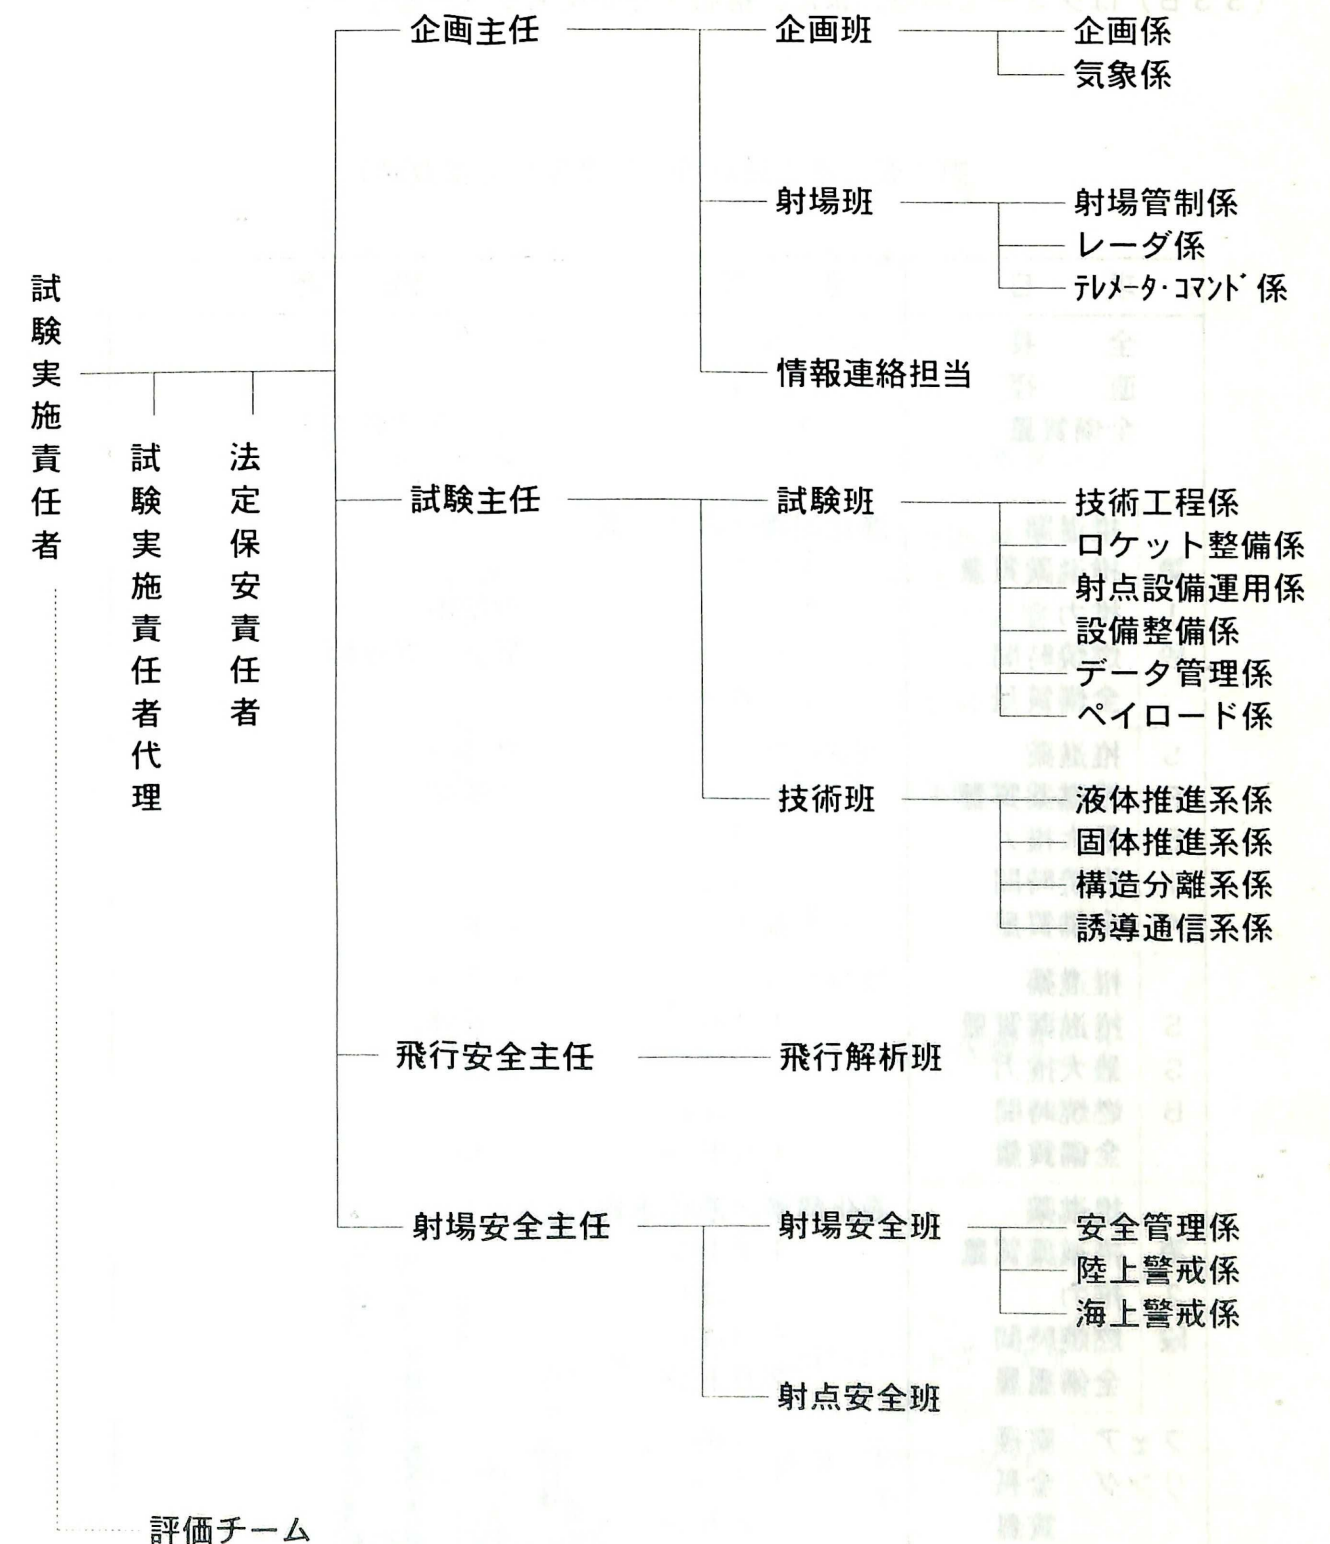 企画主任 企画班 企画係
気象係
射場班 射場管制係
レーダ係
ﾃﾚﾒｰﾀ・ｺﾏﾝﾄﾞ係
情報連絡担当
試験実施責任者
試験実施責任者代理
法定保安責任者
試験主任 試験班 技術工程係
ロケット整備係
射点設備運用係
設備整備係
データ管理係
ペイロード係
技術班 液体推進系係
固体推進系係
構造分離系係
誘導通信系係
飛行安全主任 飛行解析班
射場安全主任 射場安全班 安全管理係
陸上警戒係
海上警戒係
射点安全班
評価チーム